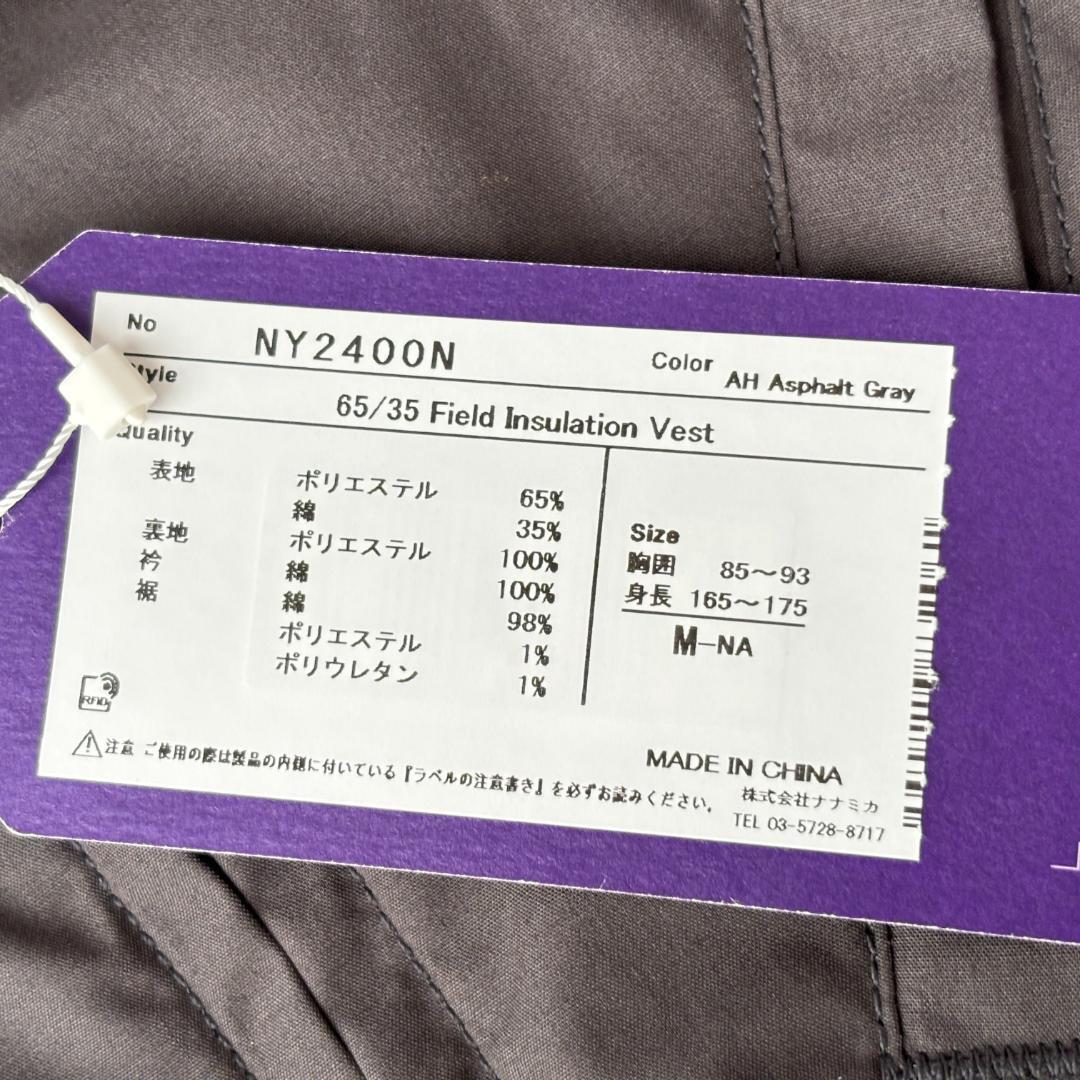 No NY2400N Color AH Asphalt Gray
65/35 Field Insulation Vest
Quality
表地 ポリエステル 65%
綿 35%
裏地 ポリエステル 100%
衿 綿 100%
裾 綿 98%
ポリエステル 1%
ポリウレタン 1%
Size
胸囲 85～93
身長 165～175
M-NA
RFID
注意 ご使用の際は製品の内側に付いている『ラベルの注意書き』を必ずお読みください。
MADE IN CHINA
株式会社ナナミカ
TEL 03-5728-8717